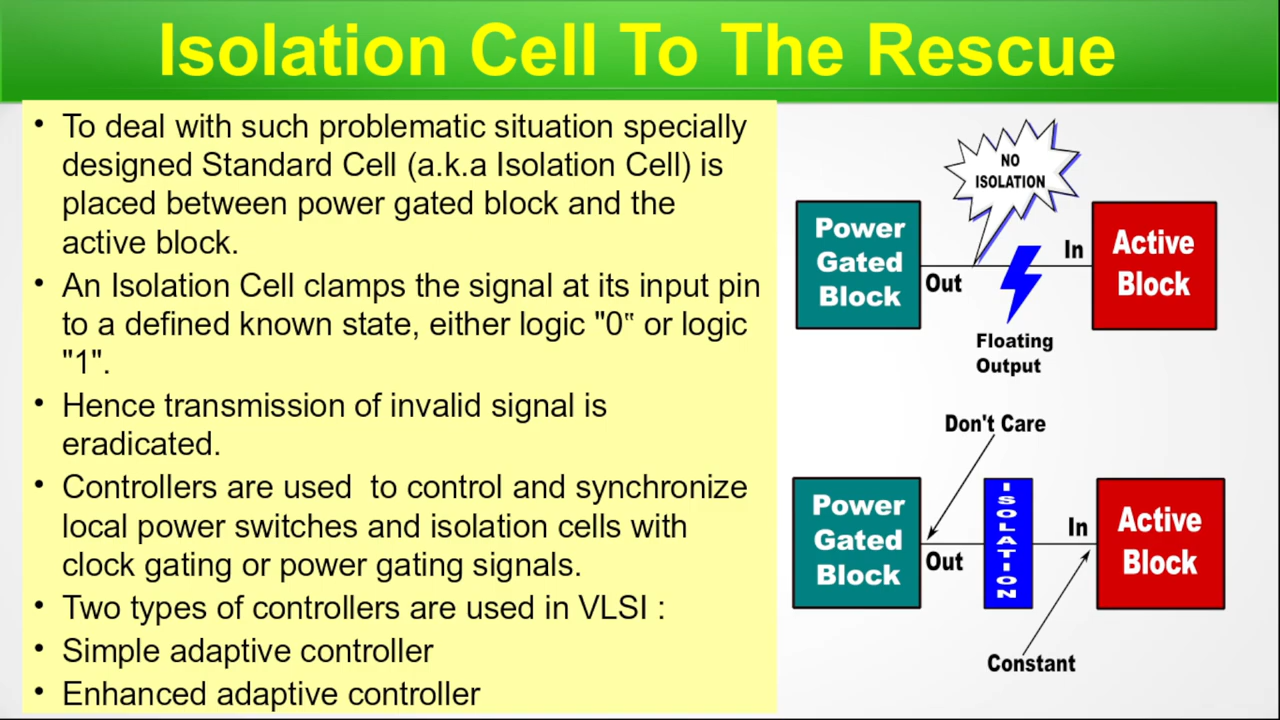 Isolation Cell To The Rescue
• To deal with such problematic situation specially
designed Standard Cell (a.k.a Isolation Cell) is
placed between power gated block and the
active block.
• An Isolation Cell clamps the signal at its input pin
to a defined known state, either logic "0‟ or logic
"1".
• Hence transmission of invalid signal is
eradicated.
• Controllers are used  to control and synchronize
local power switches and isolation cells with
clock gating or power gating signals.
• Two types of controllers are used in VLSI :
• Simple adaptive controller
• Enhanced adaptive controller
NO
ISOLATION
Power
Gated
Block
Out
In
Active
Block
Floating
Output
Don't Care
Power
Gated
Block
Out
ISOLATION
In
Active
Block
Constant